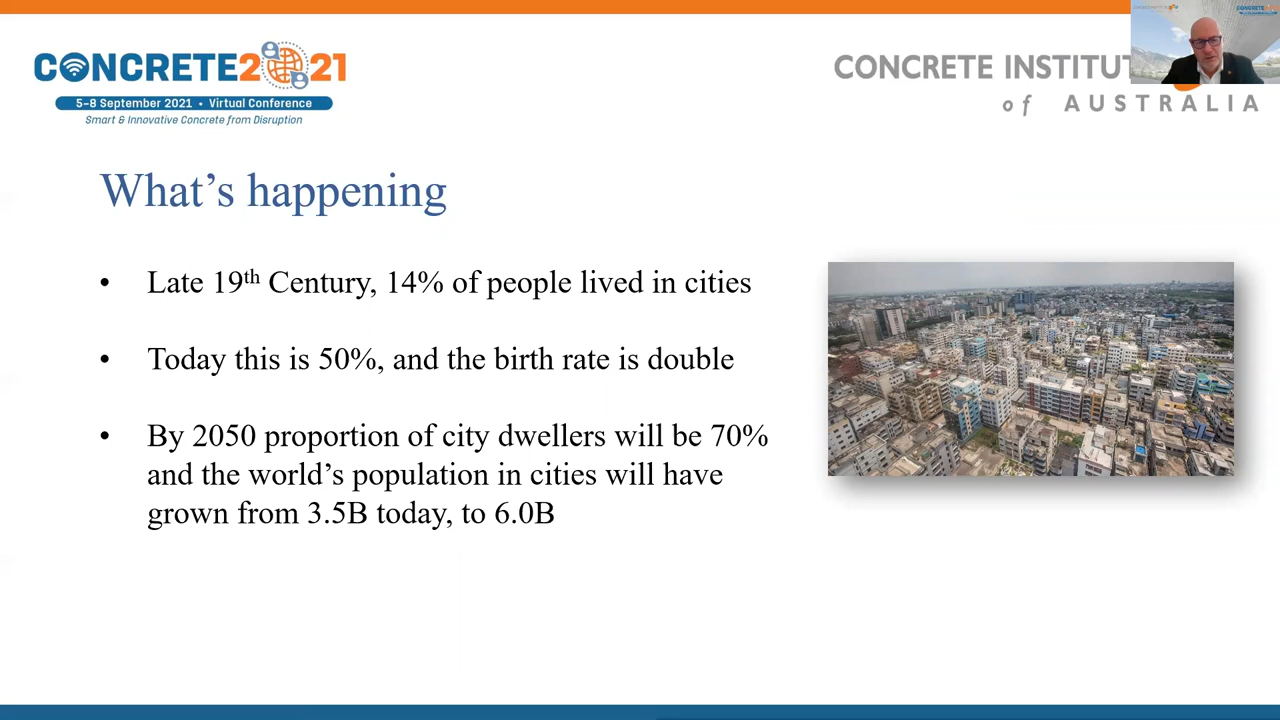 CONCRETE2021
5–8 September 2021 • Virtual Conference
Smart & Innovative Concrete from Disruption
CONCRETE
of AUSTRALIA
What's happening
• Late 19th Century, 14% of people lived in cities
• Today this is 50%, and the birth rate is double
• By 2050 proportion of city dwellers will be 70%
and the world's population in cities will have
grown from 3.5B today, to 6.0B